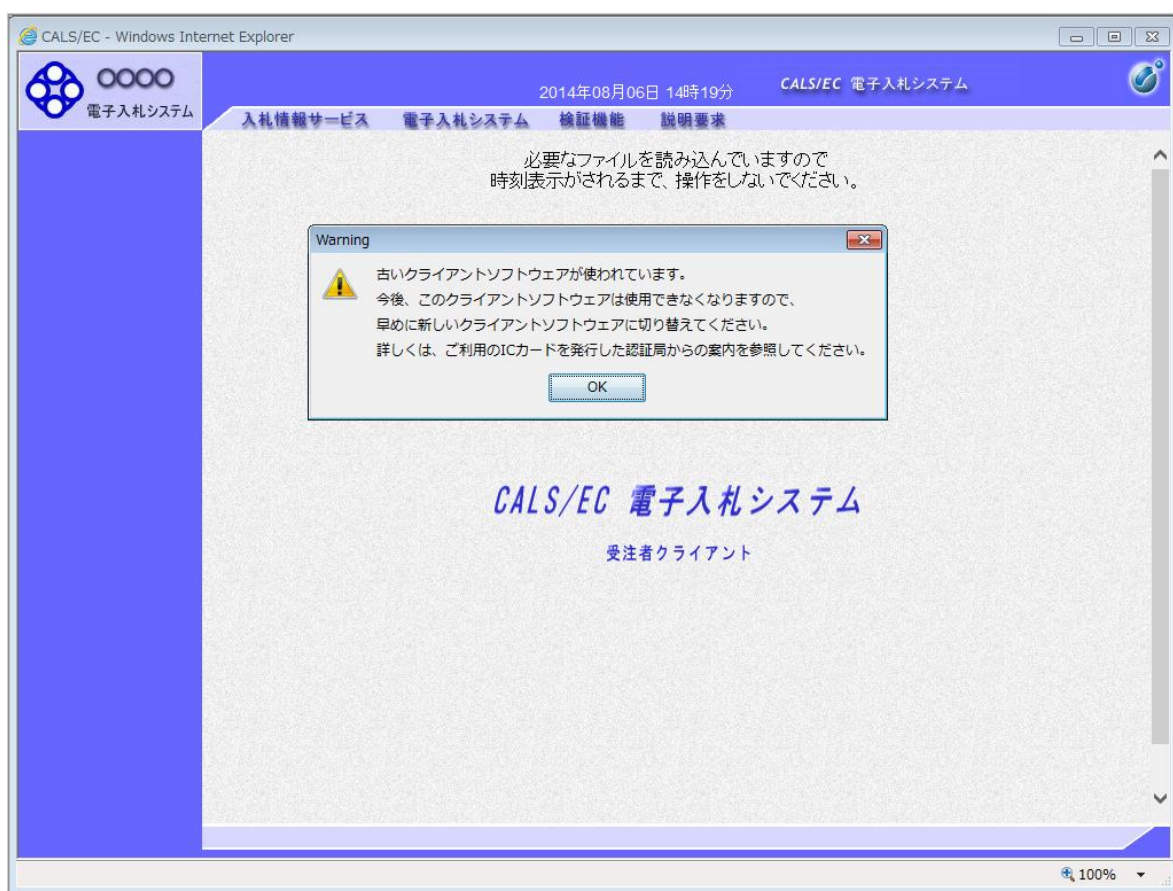 CALS/EC - Windows Internet Explorer
○○○○
電子入札システム
2014年08月06日 14時19分
CALS/EC 電子入札システム
入札情報サービス 電子入札システム 検証機能 説明要求
必要なファイルを読み込んでいますので
時刻表示がされるまで、操作をしないでください。
Warning
古いクライアントソフトウェアが使われています。
今後、このクライアントソフトウェアは使用できなくなりますので、
早めに新しいクライアントソフトウェアに切り替えてください。
詳しくは、ご利用のICカードを発行した認証局からの案内を参照してください。
OK
CALS/EC 電子入札システム
受注者クライアント
100%